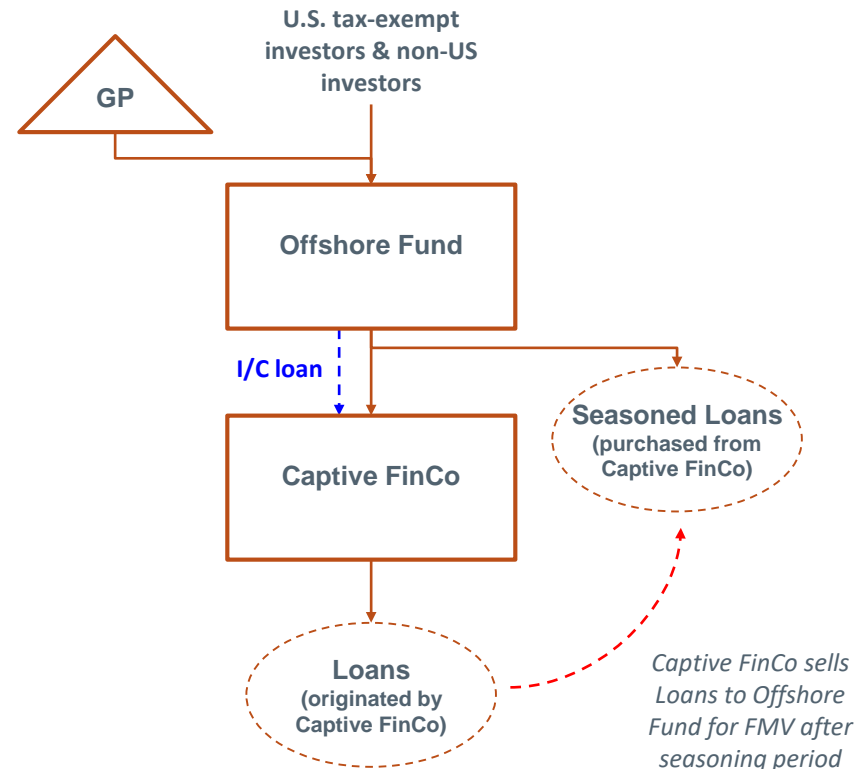 U.S. tax-exempt
investors & non-US
investors
GP
Offshore Fund
I/C loan
Seasoned Loans
(purchased from
Captive FinCo)
Captive FinCo
Loans
(originated by
Captive FinCo)
Captive FinCo sells
Loans to Offshore
Fund for FMV after
seasoning period